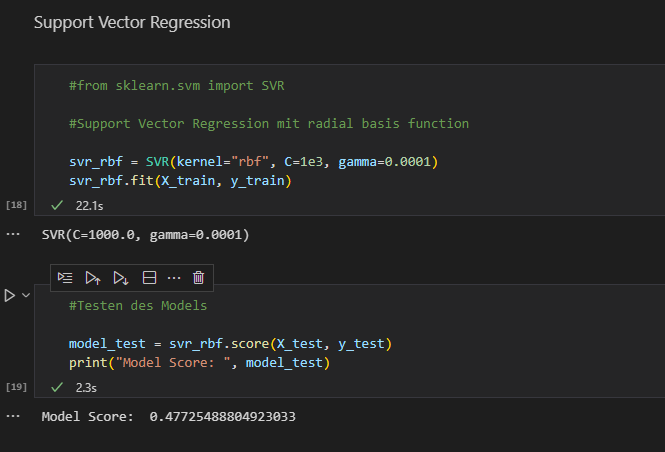 Support Vector Regression
#from sklearn.svm import SVR
#Support Vector Regression mit radial basis function
svr_rbf = SVR(kernel="rbf", C=1e3, gamma=0.0001)
svr_rbf.fit(X_train, y_train)
[18]
22.1s
SVR(C=1000.0, gamma=0.0001)
#Testen des Models
model_test = svr_rbf.score(X_test, y_test)
print("Model Score: ", model_test)
[19]
2.3s
Model Score:  0.47725488804923033